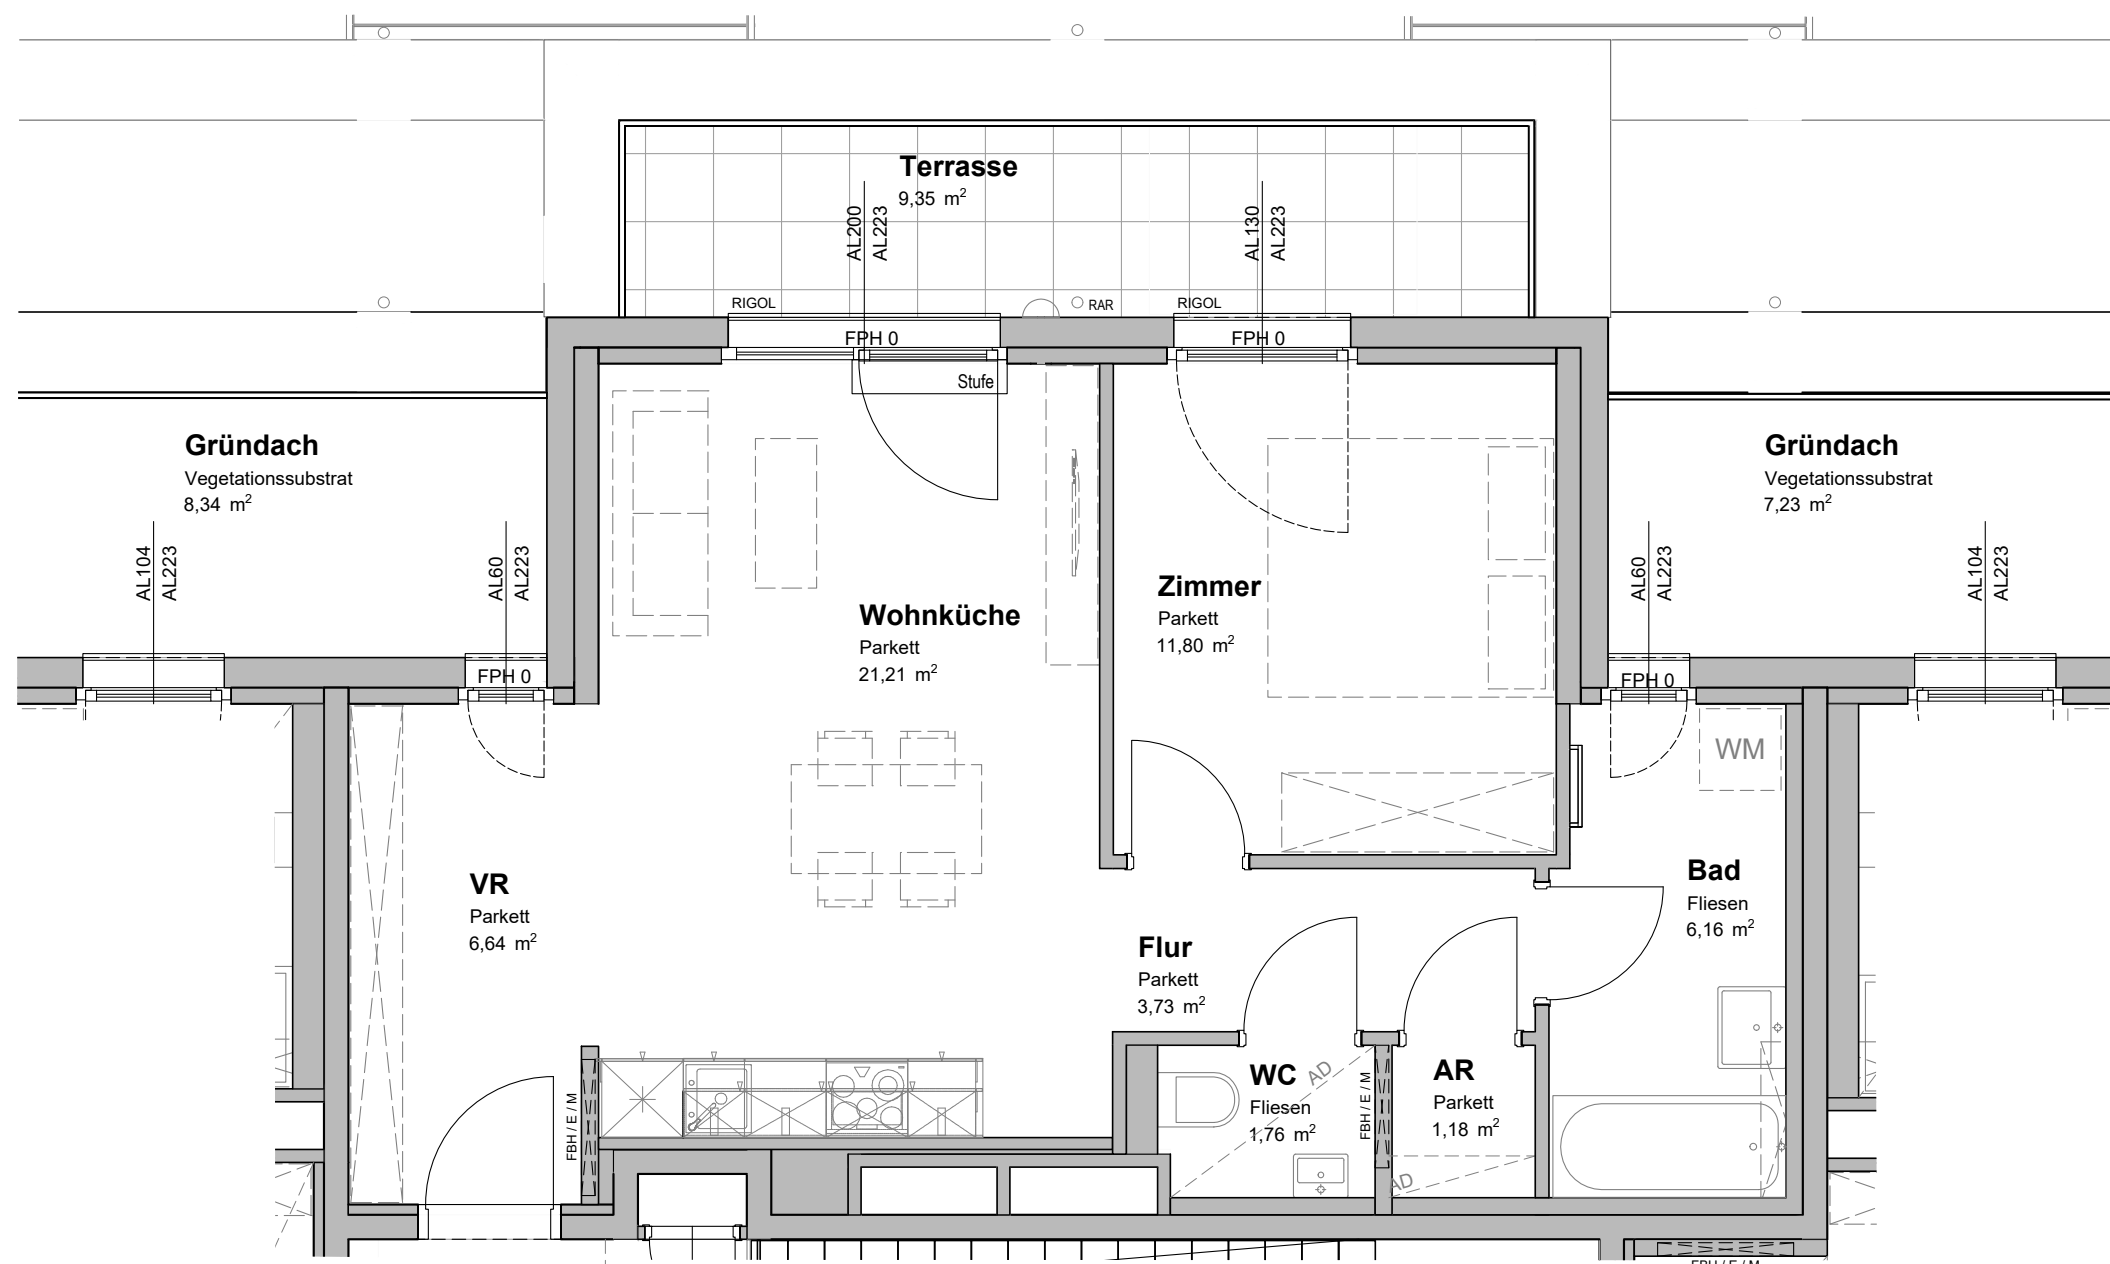 Terrasse
9,35 m²
AL200
AL223
AL130
AL223
RIGOL
RAR
RIGOL
FPH 0
FPH 0
Stufe
Gründach
Vegetationssubstrat
8,34 m²
Gründach
Vegetationssubstrat
7,23 m²
AL104
AL223
AL60
AL223
AL60
AL223
AL104
AL223
Zimmer
Parkett
11,80 m²
Wohnküche
Parkett
21,21 m²
FPH 0
FPH 0
WM
VR
Parkett
6,64 m²
Bad
Fliesen
6,16 m²
Flur
Parkett
3,73 m²
WC
Fliesen
1,76 m²
AD
AR
Parkett
1,18 m²
AD
FBH / E / M
FBH / E / M
FBH / E / M